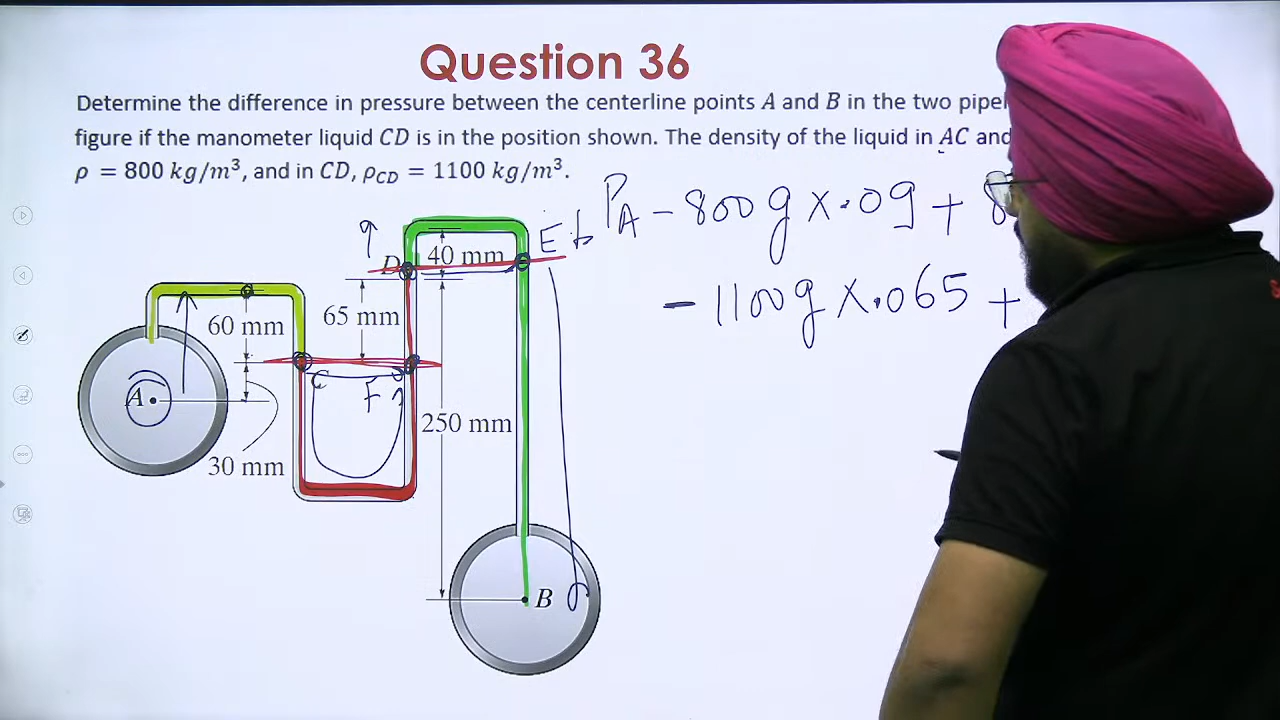 Question 36
Determine the difference in pressure between the centerline points A and B in the two
figure if the manometer liquid CD is in the position shown. The density of the liquid in AC and
ρ = 800 kg/m³, and in CD, ρCD = 1100 kg/m³.
PA - 800g x .09 +
- 1100g x .065 +
D
40 mm
E
60 mm
65 mm
C
F
A
250 mm
30 mm
B